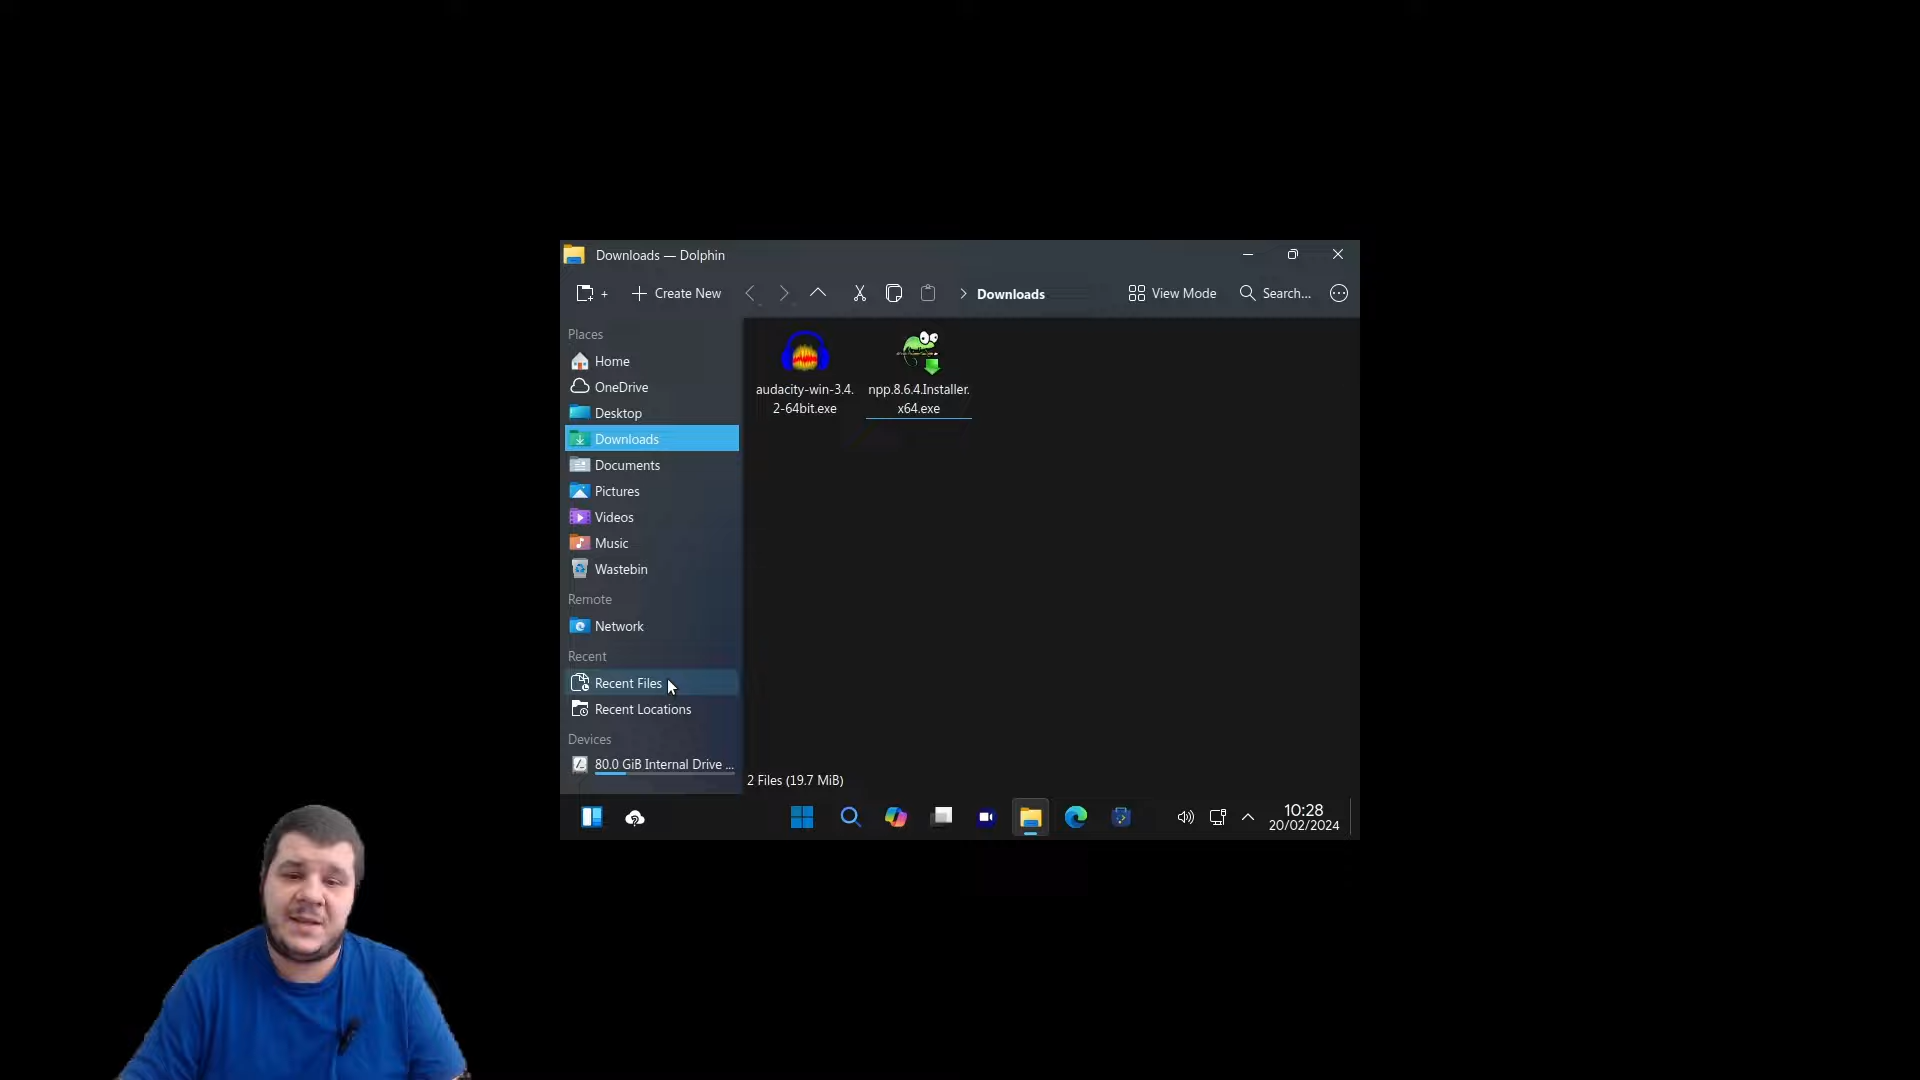 Downloads — Dolphin
Create New
Downloads
View Mode
Search...
Places
Home
OneDrive
Desktop
Downloads
Documents
Pictures
Videos
Music
Wastebin
Remote
Network
Recent
Recent Files
Recent Locations
Devices
80.0 GiB Internal Drive ...
audacity-win-3.4.
2-64bit.exe
npp.8.6.4.Installer.
x64.exe
2 Files (19.7 MiB)
10:28
20/02/2024